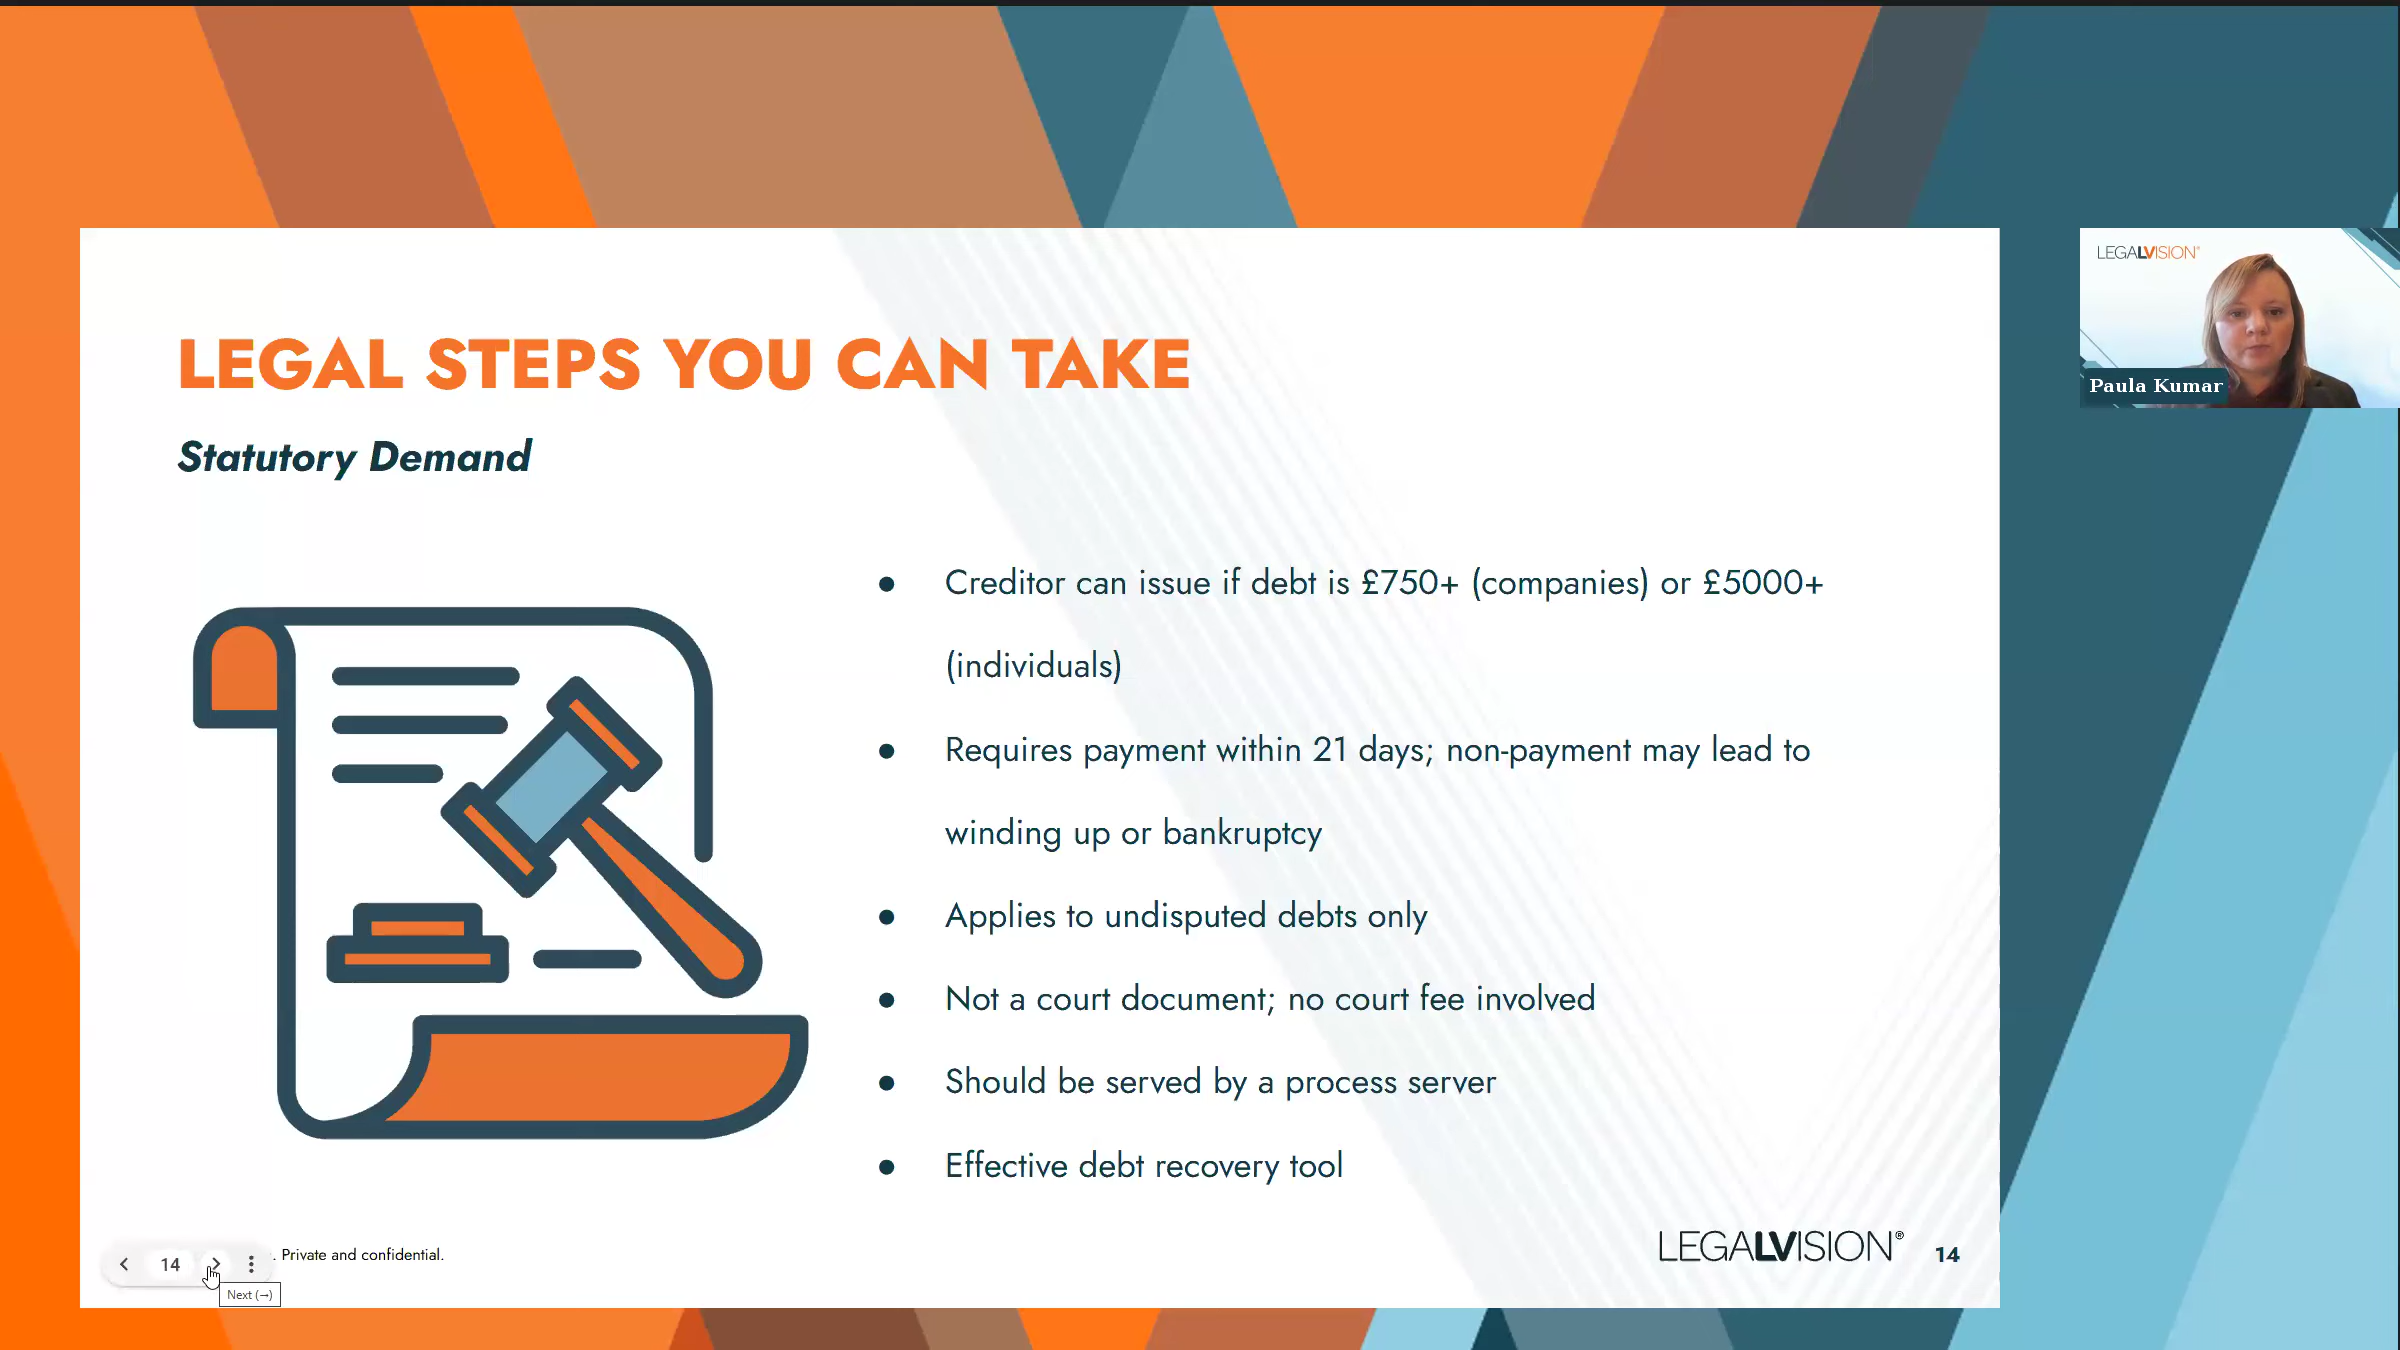 LEGALVISION®
Paula Kumar
LEGAL STEPS YOU CAN TAKE
Statutory Demand
● Creditor can issue if debt is £750+ (companies) or £5000+
(individuals)
● Requires payment within 21 days; non-payment may lead to
winding up or bankruptcy
● Applies to undisputed debts only
● Not a court document; no court fee involved
● Should be served by a process server
● Effective debt recovery tool
14
. Private and confidential.
Next (→)
LEGALVISION®
14